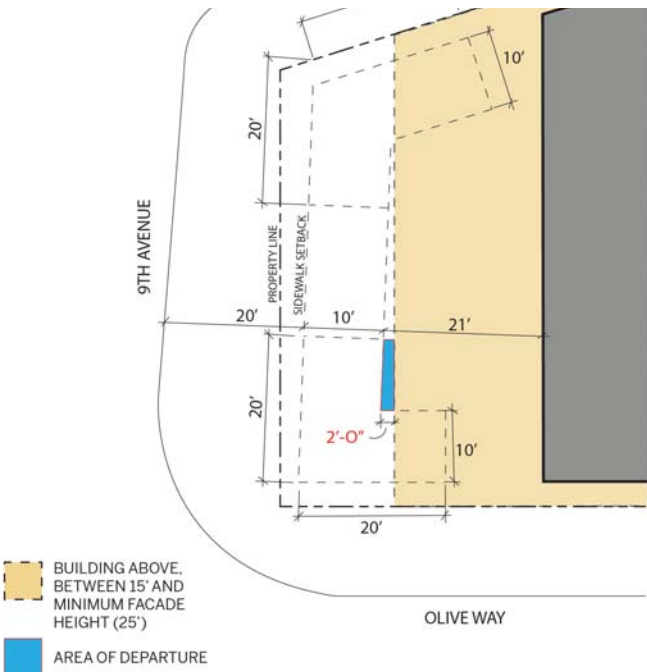 10'
20'
9TH AVENUE
PROPERTY LINE
SIDEWALK SETBACK
20'
10'
21'
20'
2'-O"
10'
20'
BUILDING ABOVE,
BETWEEN 15' AND
MINIMUM FACADE
HEIGHT (25')
OLIVE WAY
AREA OF DEPARTURE